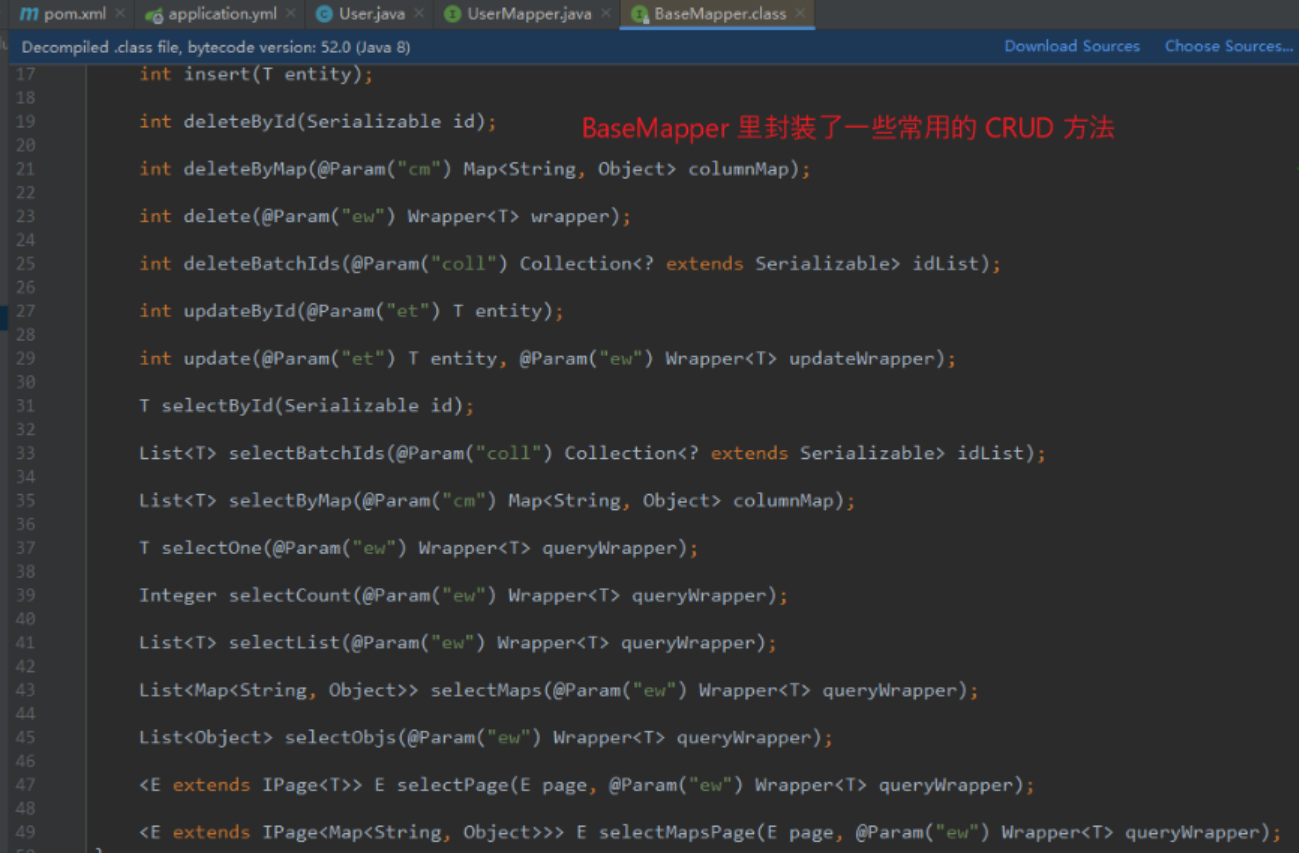 pom.xml × application.yml × User.java × UserMapper.java × BaseMapper.class ×
Decompiled .class file, bytecode version: 52.0 (Java 8) Download Sources Choose Sources...
17 int insert(T entity);
18
19 int deleteById(Serializable id);
BaseMapper 里封装了一些常用的 CRUD 方法
20
21 int deleteByMap(@Param("cm") Map<String, Object> columnMap);
22
23 int delete(@Param("ew") Wrapper<T> wrapper);
24
25 int deleteBatchIds(@Param("coll") Collection<? extends Serializable> idList);
26
27 int updateById(@Param("et") T entity);
28
29 int update(@Param("et") T entity, @Param("ew") Wrapper<T> updateWrapper);
30
31 T selectById(Serializable id);
32
33 List<T> selectBatchIds(@Param("coll") Collection<? extends Serializable> idList);
34
35 List<T> selectByMap(@Param("cm") Map<String, Object> columnMap);
36
37 T selectOne(@Param("ew") Wrapper<T> queryWrapper);
38
39 Integer selectCount(@Param("ew") Wrapper<T> queryWrapper);
40
41 List<T> selectList(@Param("ew") Wrapper<T> queryWrapper);
42
43 List<Map<String, Object>> selectMaps(@Param("ew") Wrapper<T> queryWrapper);
44
45 List<Object> selectObjs(@Param("ew") Wrapper<T> queryWrapper);
46
47 <E extends IPage<T>> E selectPage(E page, @Param("ew") Wrapper<T> queryWrapper);
48
49 <E extends IPage<Map<String, Object>>> E selectMapsPage(E page, @Param("ew") Wrapper<T> queryWrapper);